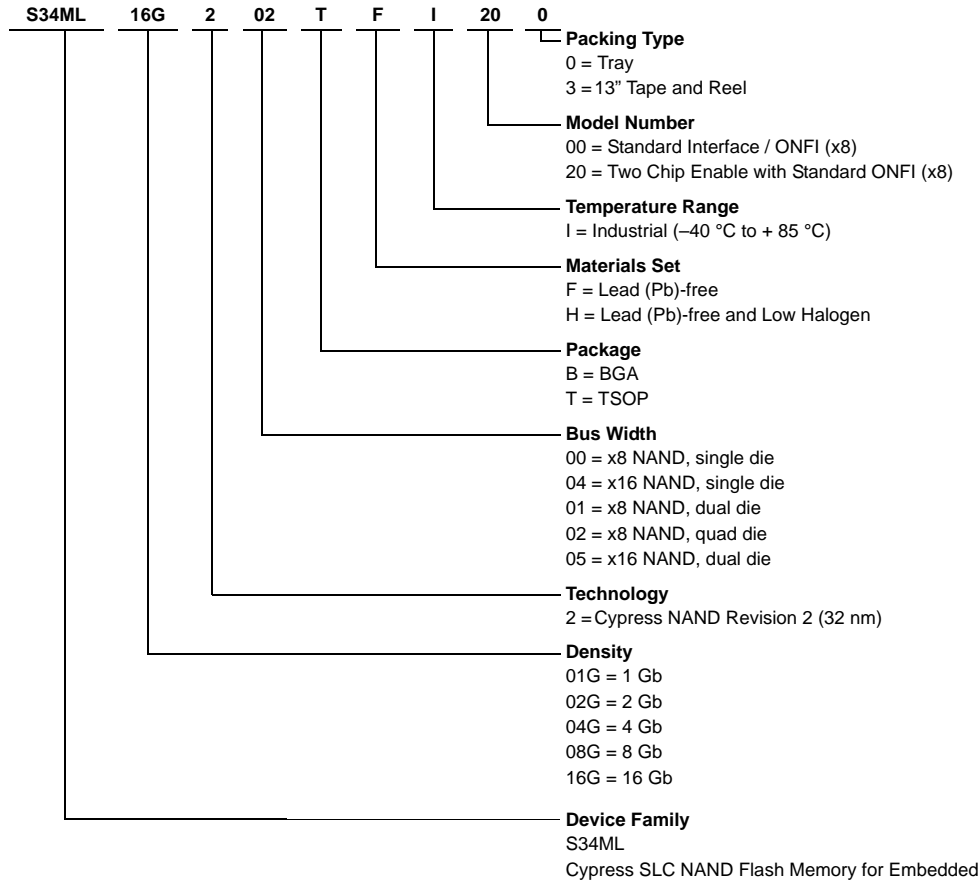 S34ML 16G 2 02 T F I 20 0
Packing Type
0 = Tray
3 = 13” Tape and Reel
Model Number
00 = Standard Interface / ONFI (x8)
20 = Two Chip Enable with Standard ONFI (x8)
Temperature Range
I = Industrial (–40 °C to + 85 °C)
Materials Set
F = Lead (Pb)-free
H = Lead (Pb)-free and Low Halogen
Package
B = BGA
T = TSOP
Bus Width
00 = x8 NAND, single die
04 = x16 NAND, single die
01 = x8 NAND, dual die
02 = x8 NAND, quad die
05 = x16 NAND, dual die
Technology
2 = Cypress NAND Revision 2 (32 nm)
Density
01G = 1 Gb
02G = 2 Gb
04G = 4 Gb
08G = 8 Gb
16G = 16 Gb
Device Family
S34ML
Cypress SLC NAND Flash Memory for Embedded